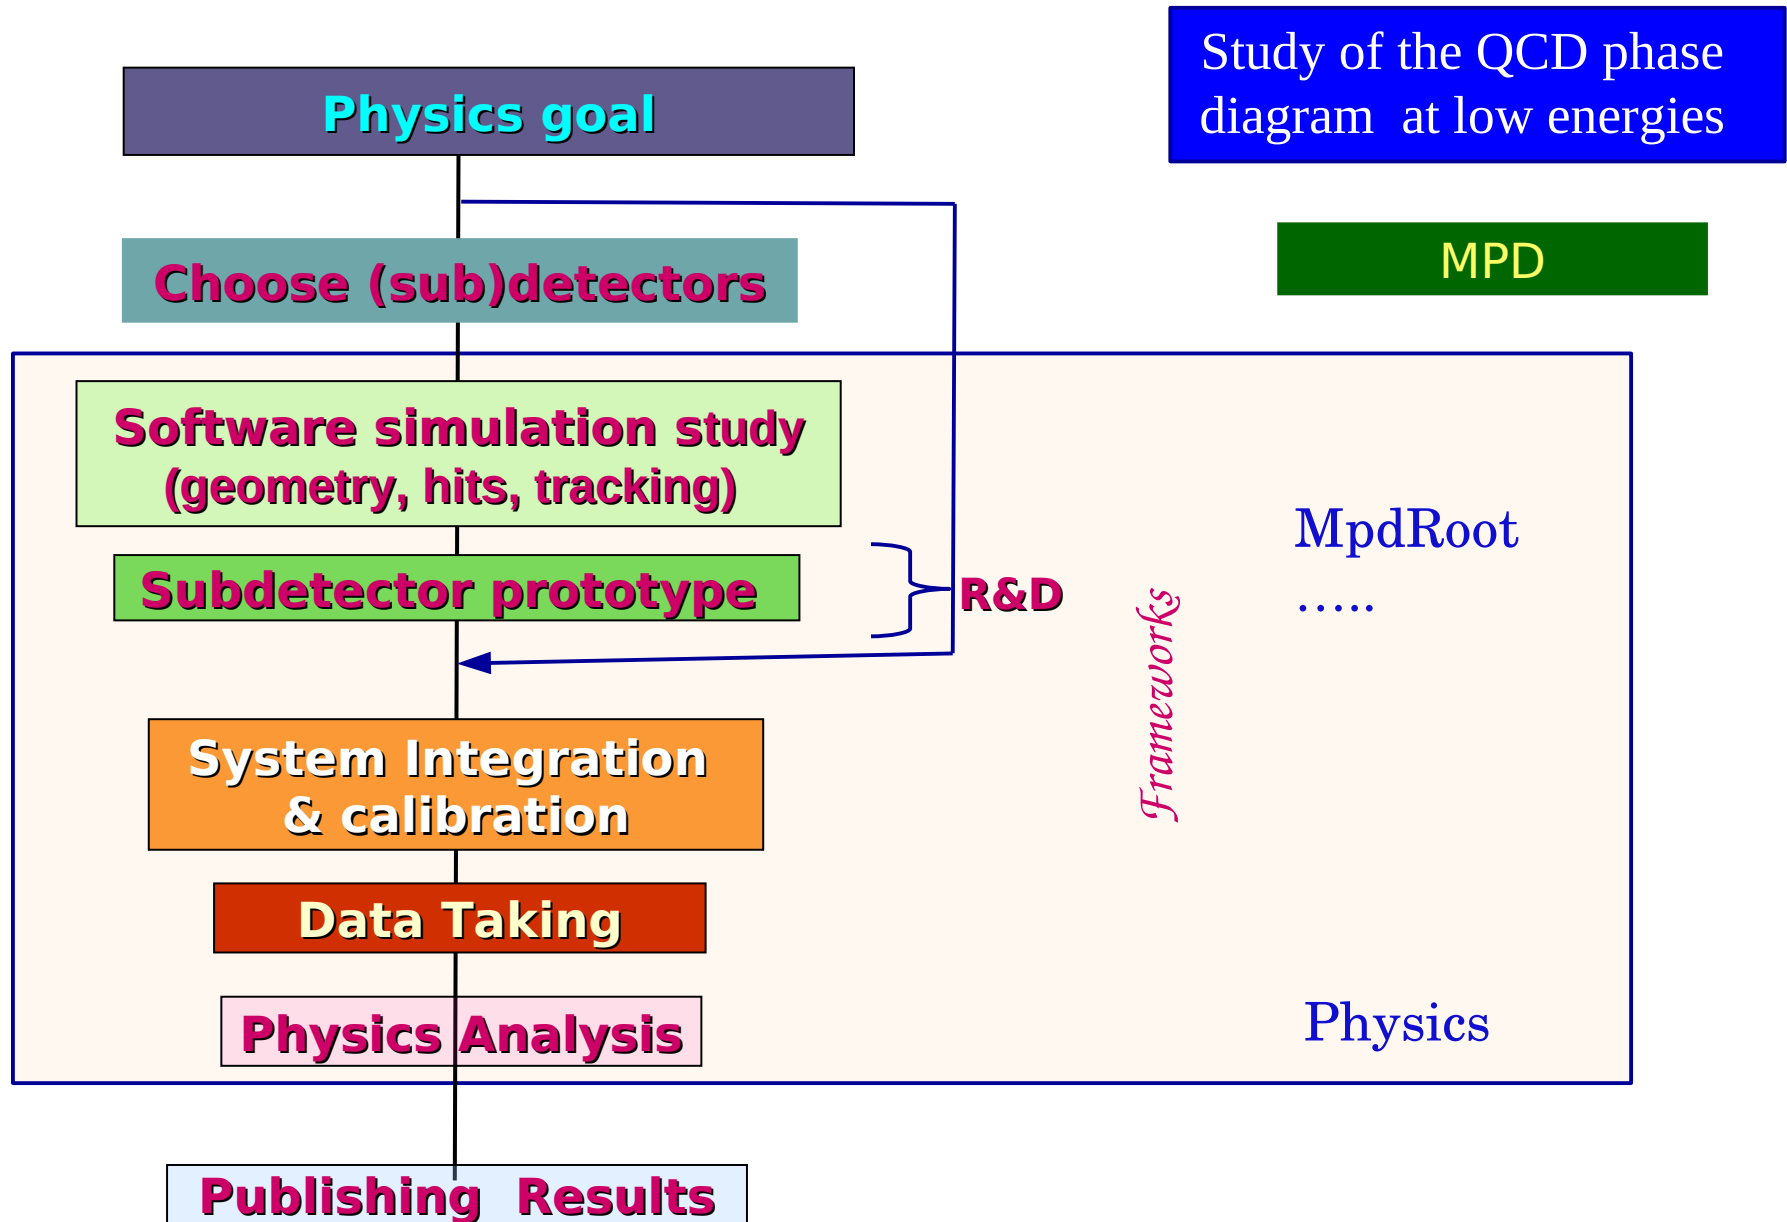 Study of the QCD phase
diagram at low energies
Physics goal
MPD
Choose (sub)detectors
Software simulation study
(geometry, hits, tracking)
MpdRoot
.....
Subdetector prototype
R&D
Frameworks
System Integration
& calibration
Data Taking
Physics Analysis
Physics
Publishing Results